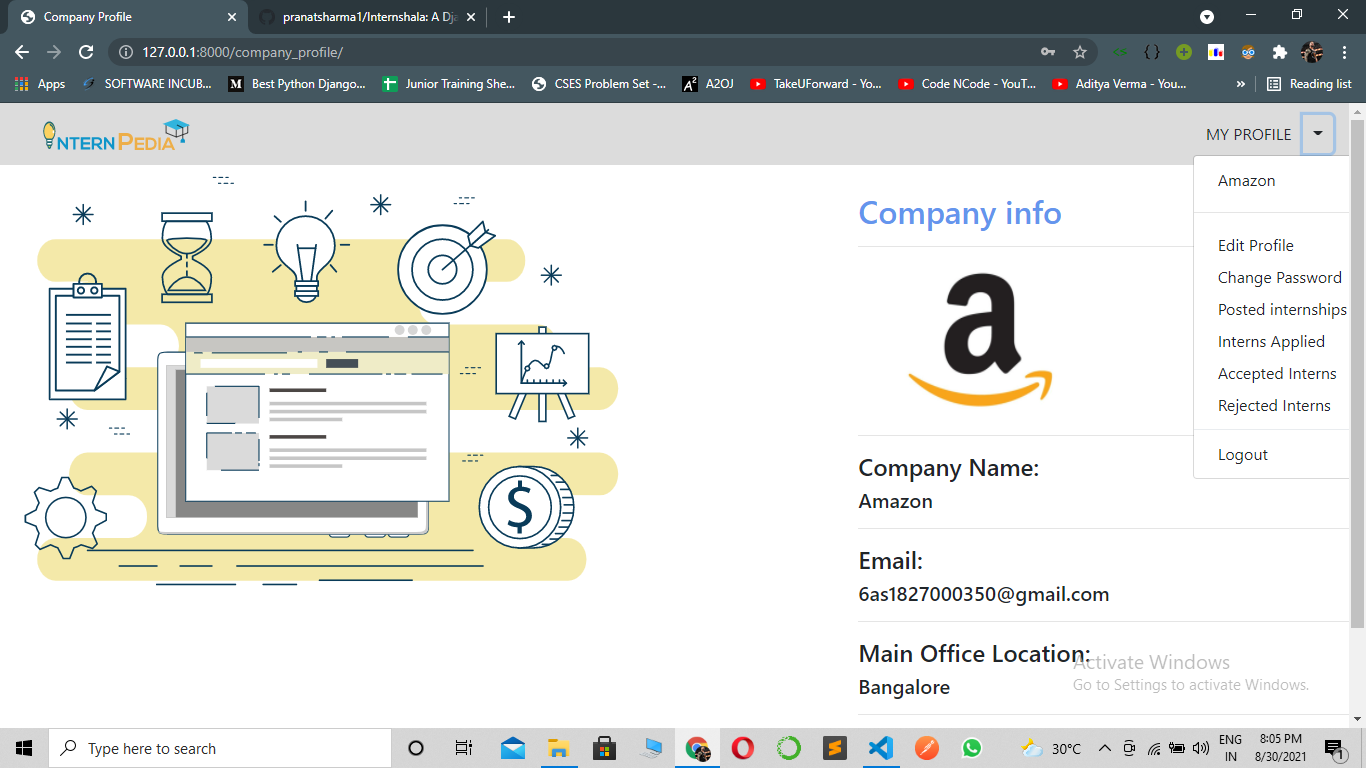 Company Profile
pranatsharma1/Internshala: A Dja
127.0.0.1:8000/company_profile/
Apps
SOFTWARE INCUB...
Best Python Django...
Junior Training She...
CSES Problem Set -...
A2OJ
TakeUForward - Yo...
Code NCode - YouT...
Aditya Verma - You...
»
Reading list
NTERN PEDIA
MY PROFILE
Amazon
Edit Profile
Change Password
Posted internships
Interns Applied
Accepted Interns
Rejected Interns
Logout
Company info
a
$
Company Name:
Amazon
Email:
6as1827000350@gmail.com
Main Office Location:
Bangalore
Activate Windows
Go to Settings to activate Windows.
Type here to search
30°C
ENG
IN
8:05 PM
8/30/2021
1